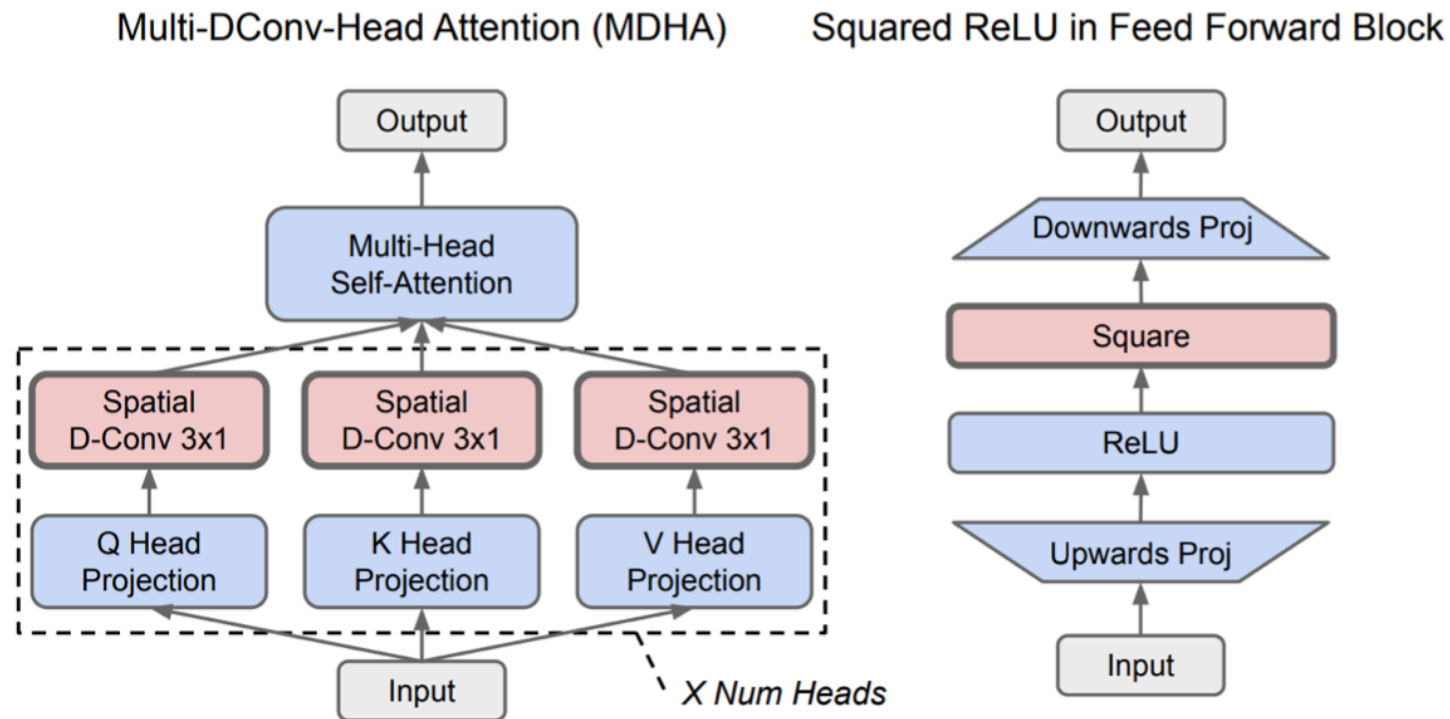 Multi-DConv-Head Attention (MDHA)
Output
Multi-Head
Self-Attention
Spatial
D-Conv 3x1
Spatial
D-Conv 3x1
Spatial
D-Conv 3x1
Q Head
Projection
K Head
Projection
V Head
Projection
Input
X Num Heads
Squared ReLU in Feed Forward Block
Output
Downwards Proj
Square
ReLU
Upwards Proj
Input